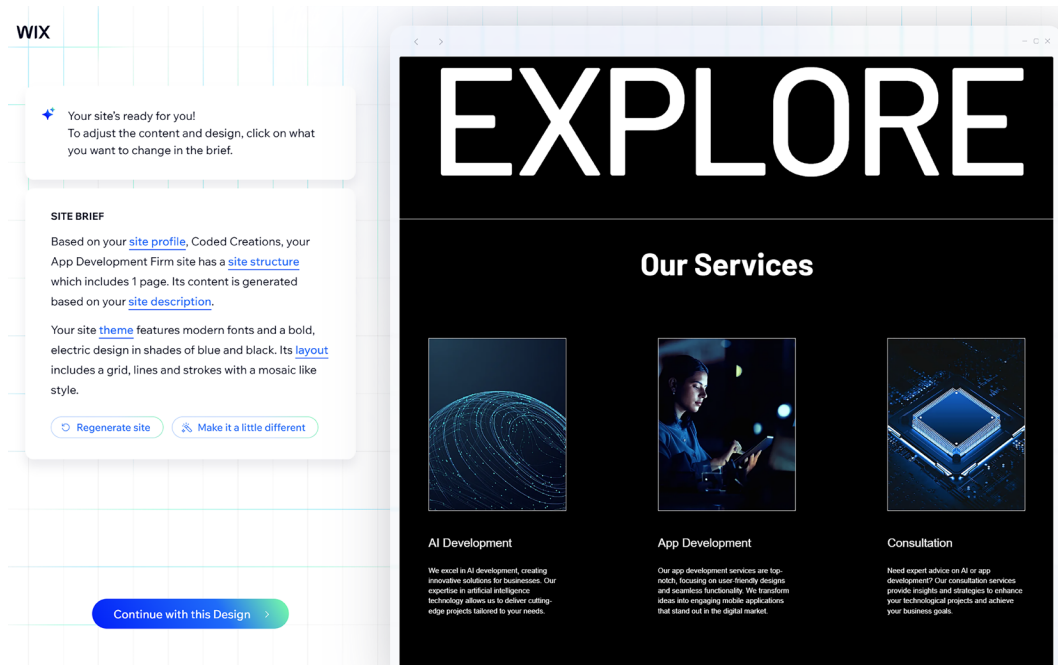 WIX
Your site's ready for you!
To adjust the content and design, click on what
you want to change in the brief.
SITE BRIEF
Based on your site profile, Coded Creations, your
App Development Firm site has a site structure
which includes 1 page. Its content is generated
based on your site description.
Your site theme features modern fonts and a bold,
electric design in shades of blue and black. Its layout
includes a grid, lines and strokes with a mosaic like
style.
Regenerate site
Make it a little different
Continue with this Design
EXPLORE
Our Services
AI Development
We excel in AI development, creating
innovative solutions for businesses. Our
expertise in artificial intelligence
technology allows us to deliver cutting-
edge projects tailored to your needs.
App Development
Our app development services are top-
notch, focusing on user-friendly designs
and seamless functionality. We transform
ideas into engaging mobile applications
that stand out in the digital market.
Consultation
Need expert advice on AI or app
development? Our consultation services
provide insights and strategies to enhance
your technological projects and achieve
your business goals.